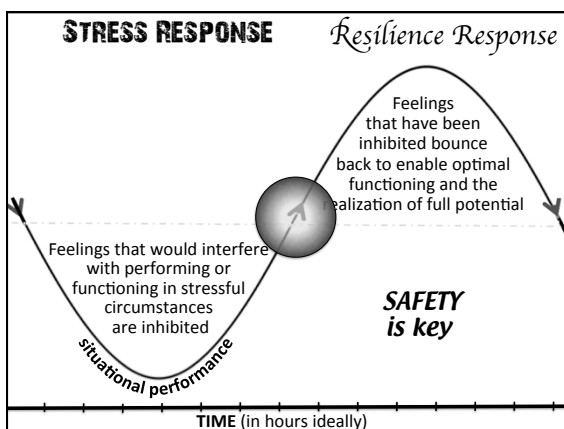 STRESS RESPONSE
Resilience Response
Feelings
that have been
inhibited bounce
back to enable optimal
functioning and the
realization of full potential
Feelings that would interfere
with performing or
functioning in stressful
circumstances
are inhibited
situational performance
SAFETY
is key
TIME (in hours ideally)